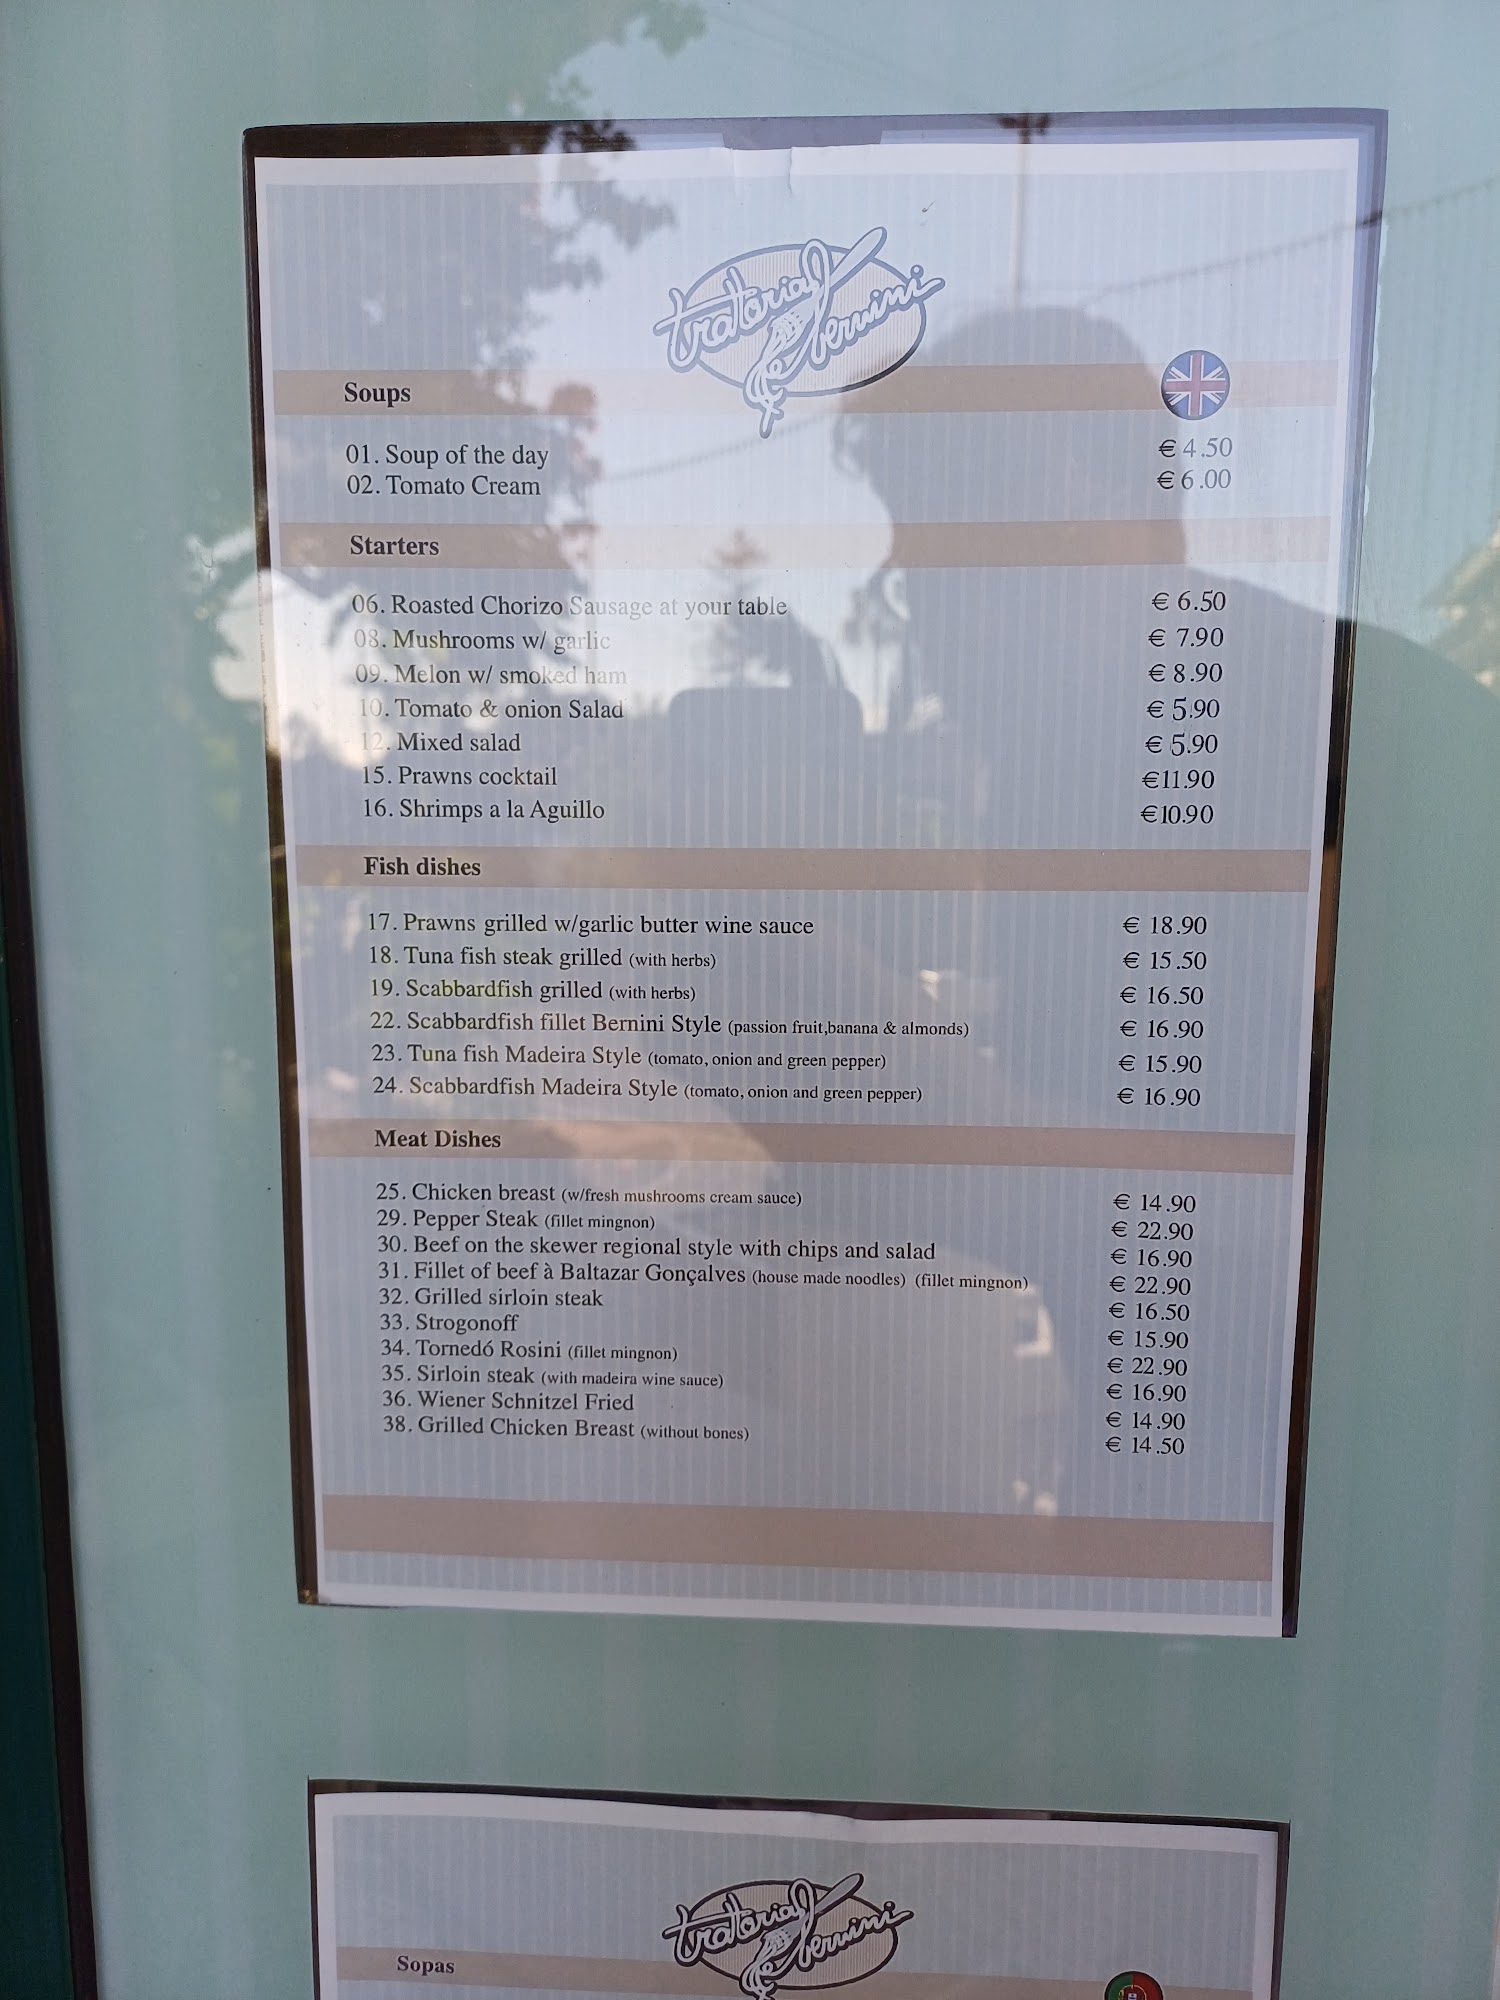 trattoria bernini
Soups
01. Soup of the day € 4.50
02. Tomato Cream € 6.00
Starters
06. Roasted Chorizo Sausage at your table € 6.50
08. Mushrooms w/ garlic € 7.90
09. Melon w/ smoked ham € 8.90
10. Tomato & onion Salad € 5.90
12. Mixed salad € 5.90
15. Prawns cocktail €11.90
16. Shrimps a la Aguillo €10.90
Fish dishes
17. Prawns grilled w/garlic butter wine sauce € 18.90
18. Tuna fish steak grilled (with herbs) € 15.50
19. Scabbardfish grilled (with herbs) € 16.50
22. Scabbardfish fillet Bernini Style (passion fruit,banana & almonds) € 16.90
23. Tuna fish Madeira Style (tomato, onion and green pepper) € 15.90
24. Scabbardfish Madeira Style (tomato, onion and green pepper) € 16.90
Meat Dishes
25. Chicken breast (w/fresh mushrooms cream sauce) € 14.90
29. Pepper Steak (fillet mingnon) € 22.90
30. Beef on the skewer regional style with chips and salad € 16.90
31. Fillet of beef à Baltazar Gonçalves (house made noodles) (fillet mingnon) € 22.90
32. Grilled sirloin steak € 16.50
33. Strogonoff € 15.90
34. Tornedó Rosini (fillet mingnon) € 22.90
35. Sirloin steak (with madeira wine sauce) € 16.90
36. Wiener Schnitzel Fried € 14.90
38. Grilled Chicken Breast (without bones) € 14.50
trattoria bernini
Sopas